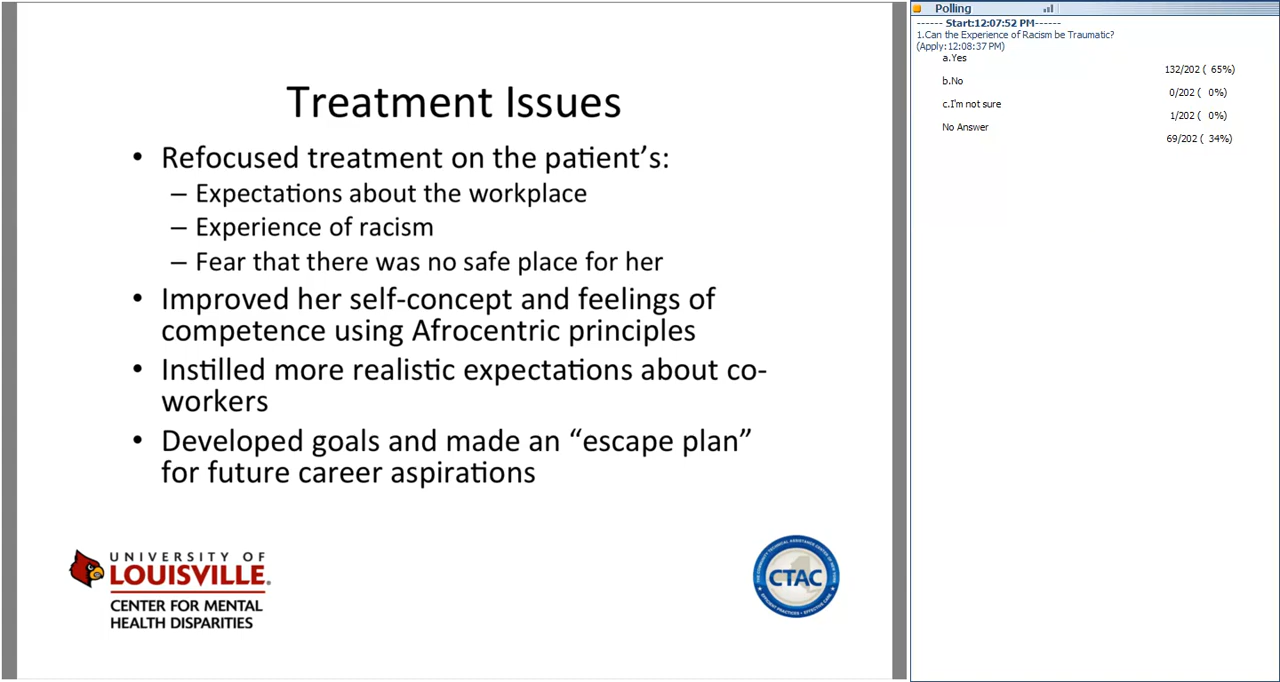 Treatment Issues
• Refocused treatment on the patient's:
– Expectations about the workplace
– Experience of racism
– Fear that there was no safe place for her
• Improved her self-concept and feelings of
competence using Afrocentric principles
• Instilled more realistic expectations about co-
workers
• Developed goals and made an “escape plan”
for future career aspirations
UNIVERSITY OF
LOUISVILLE.
CENTER FOR MENTAL
HEALTH DISPARITIES
CTAC
Polling
------ Start:12:07:52 PM------
1.Can the Experience of Racism be Traumatic?
(Apply:12:08:37 PM)
a.Yes
132/202 ( 65%)
b.No
0/202 ( 0%)
c.I'm not sure
1/202 ( 0%)
No Answer
69/202 ( 34%)